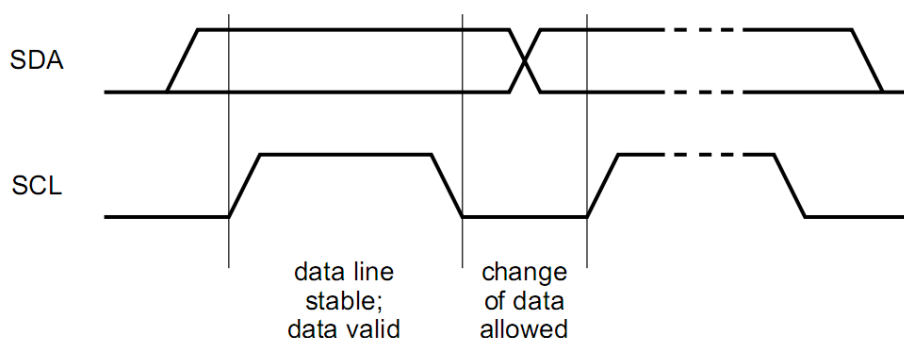 SDA
SCL
data line
stable;
data valid
change
of data
allowed